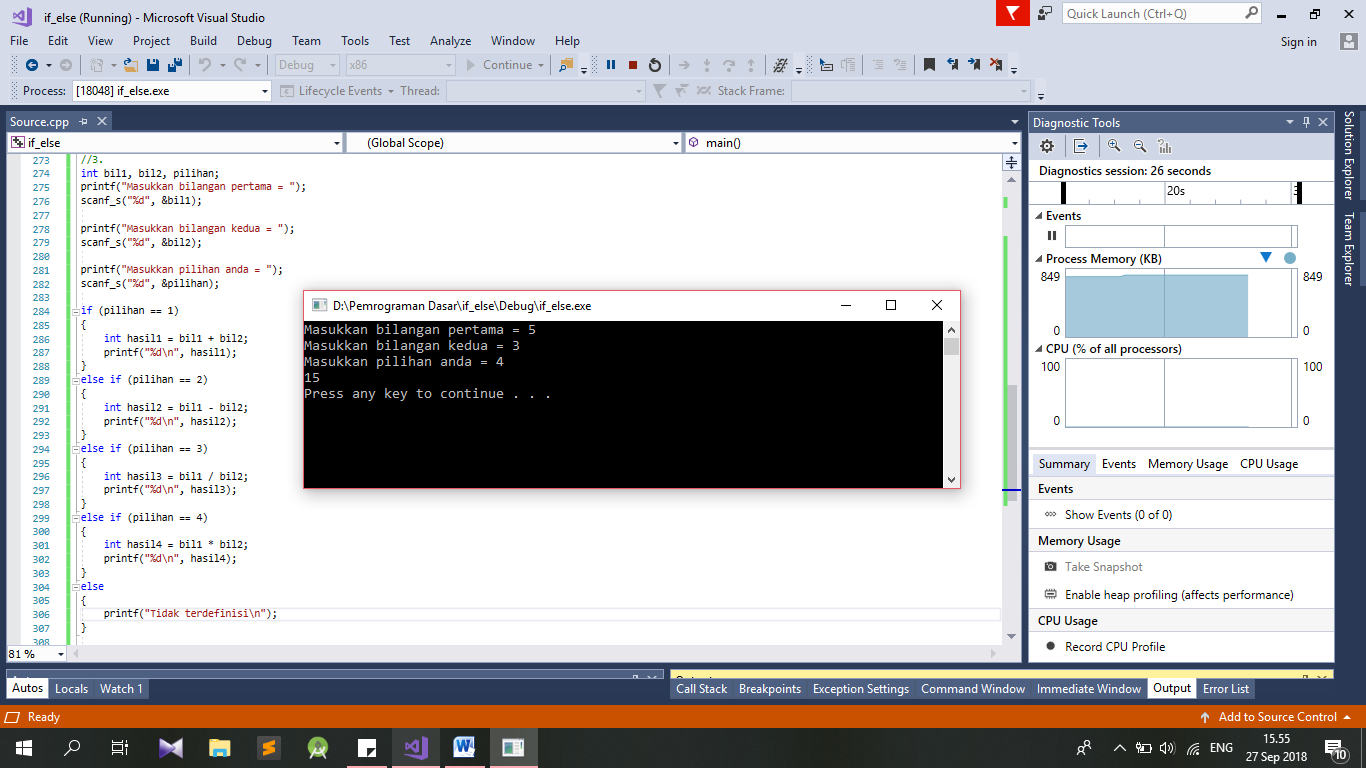 if_else (Running) - Microsoft Visual Studio
Quick Launch (Ctrl+Q)
File Edit View Project Build Debug Team Tools Test Analyze Window Help
Sign in
Debug x86 Continue
Process: [18048] if_else.exe Lifecycle Events Thread: Stack Frame:
Source.cpp
if_else (Global Scope) main()
273 //3.
274 int bil1, bil2, pilihan;
275 printf("Masukkan bilangan pertama = ");
276 scanf_s("%d", &bil1);
277
278 printf("Masukkan bilangan kedua = ");
279 scanf_s("%d", &bil2);
280
281 printf("Masukkan pilihan anda = ");
282 scanf_s("%d", &pilihan);
283
284 if (pilihan == 1)
285 {
286 int hasil1 = bil1 + bil2;
287 printf("%d\n", hasil1);
288 }
289 else if (pilihan == 2)
290 {
291 int hasil2 = bil1 - bil2;
292 printf("%d\n", hasil2);
293 }
294 else if (pilihan == 3)
295 {
296 int hasil3 = bil1 / bil2;
297 printf("%d\n", hasil3);
298 }
299 else if (pilihan == 4)
300 {
301 int hasil4 = bil1 * bil2;
302 printf("%d\n", hasil4);
303 }
304 else
305 {
306 printf("Tidak terdefinisi\n");
307 }
308
81 %
D:\Pemrograman Dasar\if_else\Debug\if_else.exe
Masukkan bilangan pertama = 5
Masukkan bilangan kedua = 3
Masukkan pilihan anda = 4
15
Press any key to continue . . .
Diagnostic Tools
Diagnostics session: 26 seconds
20s
Events
Process Memory (KB)
849 849
0 0
CPU (% of all processors)
100 100
0 0
Summary Events Memory Usage CPU Usage
Events
Show Events (0 of 0)
Memory Usage
Take Snapshot
Enable heap profiling (affects performance)
CPU Usage
Record CPU Profile
Solution Explorer
Team Explorer
Autos Locals Watch 1
Call Stack Breakpoints Exception Settings Command Window Immediate Window Output Error List
Ready
Add to Source Control
ENG
15.55
27 Sep 2018
10